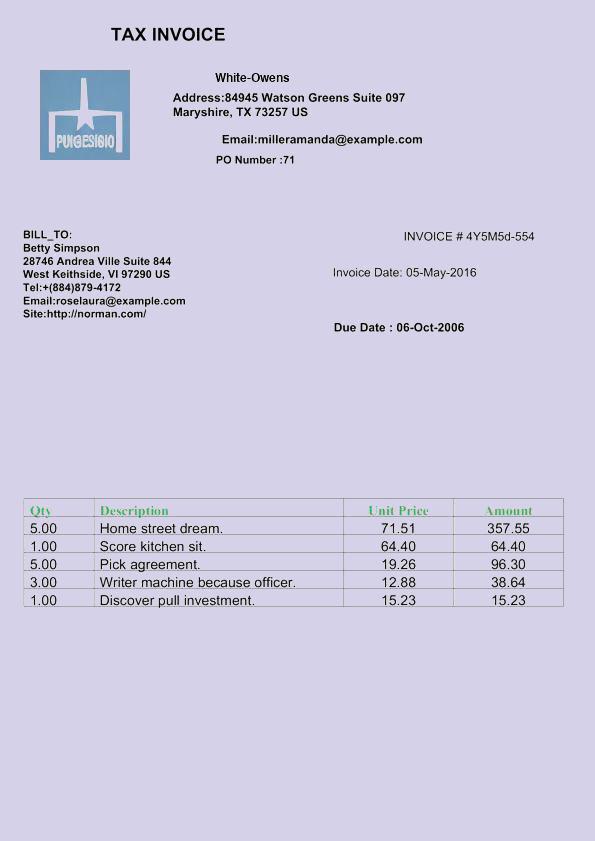 TAX INVOICE
White-Owens
Address:84945 Watson Greens Suite 097
Maryshire, TX 73257 US
Email:milleramanda@example.com
PO Number :71
PUIGESIGIO
BILL_TO:
Betty Simpson
28746 Andrea Ville Suite 844
West Keithside, VI 97290 US
Tel:+(884)879-4172
Email:roselaura@example.com
Site:http://norman.com/
INVOICE # 4Y5M5d-554
Invoice Date: 05-May-2016
Due Date : 06-Oct-2006
Qty Description Unit Price Amount
5.00 Home street dream. 71.51 357.55
1.00 Score kitchen sit. 64.40 64.40
5.00 Pick agreement. 19.26 96.30
3.00 Writer machine because officer. 12.88 38.64
1.00 Discover pull investment. 15.23 15.23